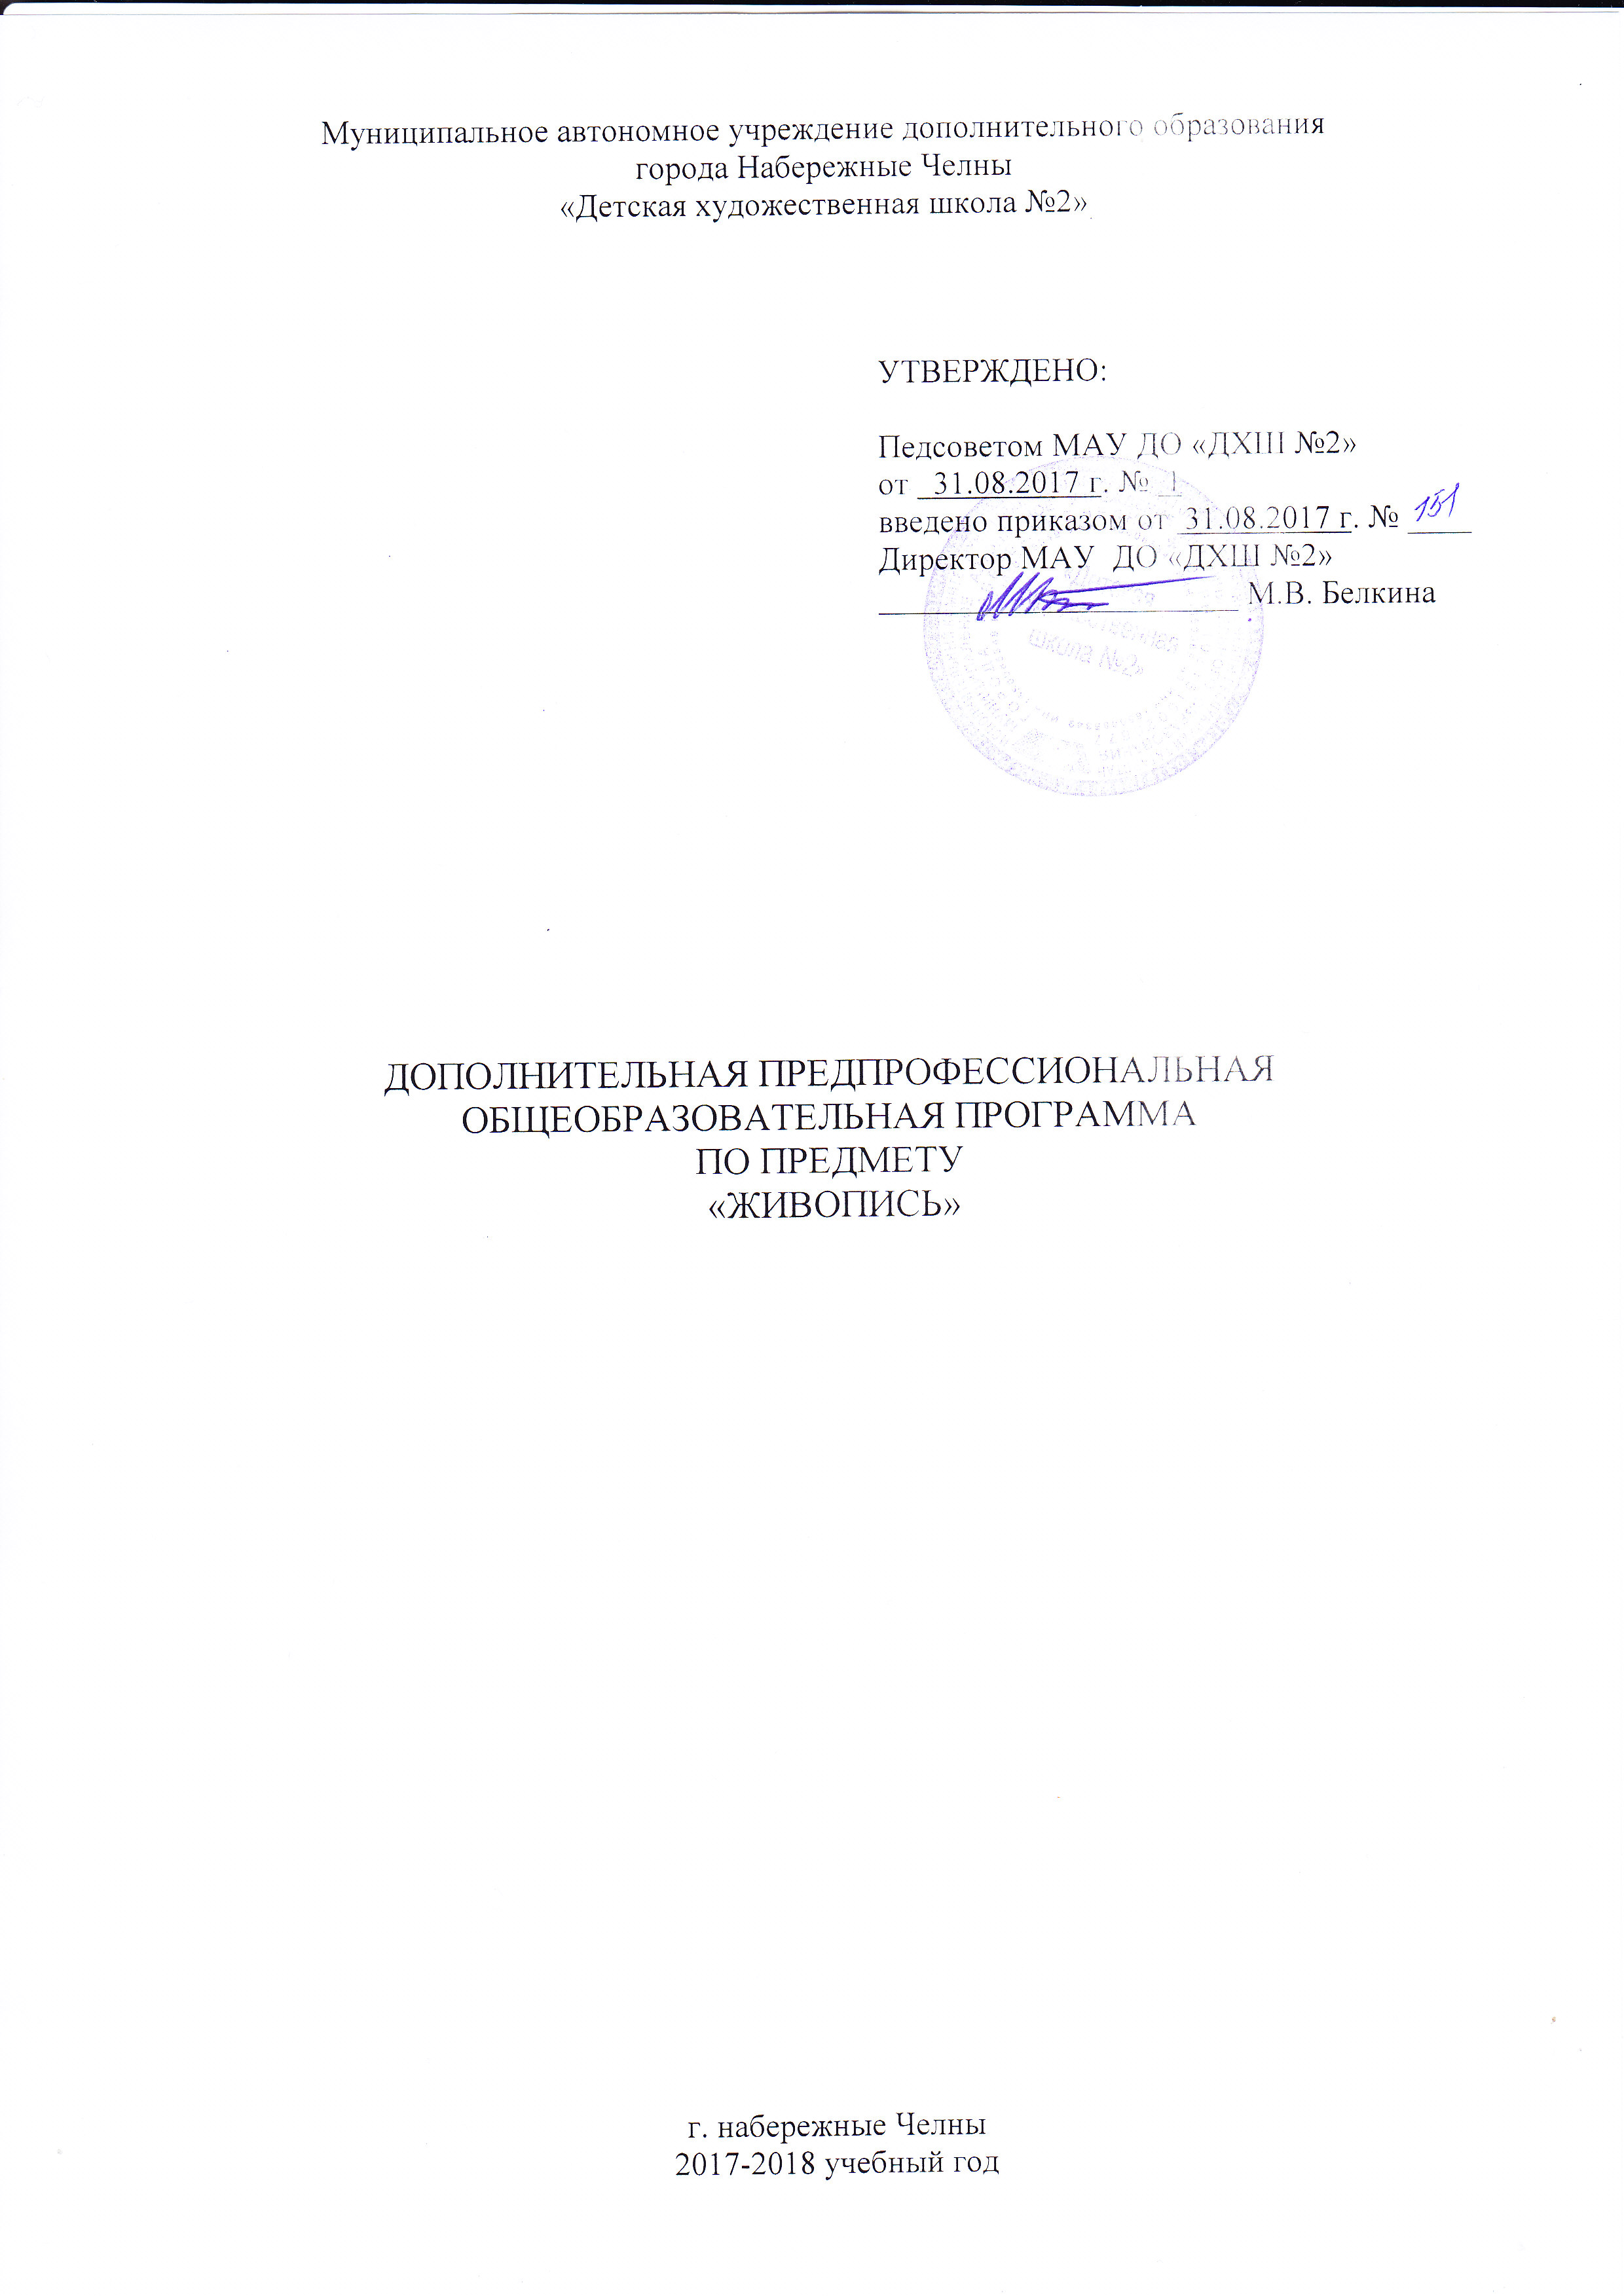 Муниципальное автономное учреждение дополнительного образования
города Набережные Челны
«Детская художественная школа №2»
УТВЕРЖДЕНО:
Педсоветом МАУ ДО «ДХШ №2»
от 31.08.2017 г. № 1
введено приказом от 31.08.2017 г. № 151
Директор МАУ ДО «ДХШ №2»
М.В. Белкина
школа №2»
ДОПОЛНИТЕЛЬНАЯ ПРЕДПРОФЕССИОНАЛЬНАЯ
ОБЩЕОБРАЗОВАТЕЛЬНАЯ ПРОГРАММА
ПО ПРЕДМЕТУ
«ЖИВОПИСЬ»
г. набережные Челны
2017-2018 учебный год